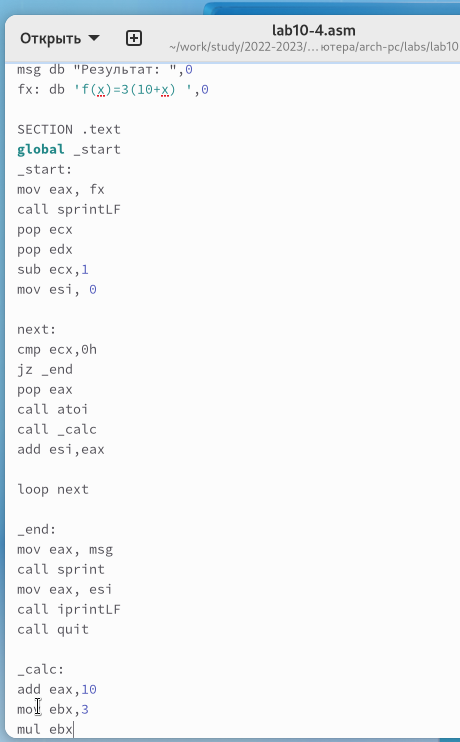 Открыть
lab10-4.asm
~/work/study/2022-2023/... ютера/arch-pc/labs/lab10
msg db "Результат: ",0
fx: db 'f(x)=3(10+x) ',0
SECTION .text
global _start
_start:
mov eax, fx
call sprintLF
pop ecx
pop edx
sub ecx,1
mov esi, 0
next:
cmp ecx,0h
jz _end
pop eax
call atoi
call _calc
add esi,eax
loop next
_end:
mov eax, msg
call sprint
mov eax, esi
call iprintLF
call quit
_calc:
add eax,10
mov ebx,3
mul ebx